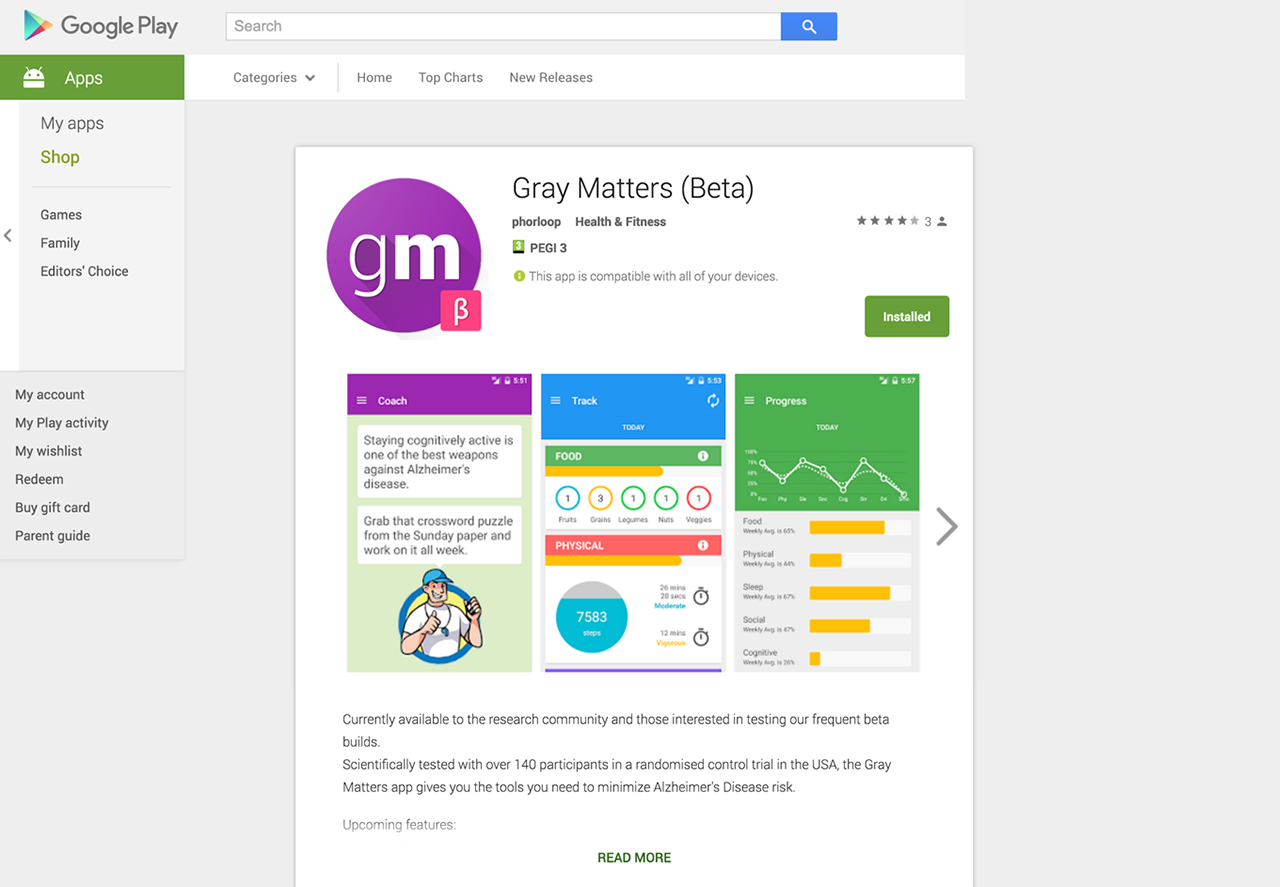 Google Play
Search
Apps
Categories
Home
Top Charts
New Releases
My apps
Shop
Games
Family
Editors' Choice
My account
My Play activity
My wishlist
Redeem
Buy gift card
Parent guide
gm
β
Gray Matters (Beta)
phorloop Health & Fitness
3
3 PEGI 3
This app is compatible with all of your devices.
Installed
5:51
Coach
Staying cognitively active is
one of the best weapons
against Alzheimer's
disease.
Grab that crossword puzzle
from the Sunday paper and
work on it all week.
5:53
Track
TODAY
FOOD
1 3 1 1 1
Fruits Grains Legumes Nuts Veggies
PHYSICAL
7583
steps
26 mins
20 secs
Moderate
12 mins
Vigorous
5:57
Progress
TODAY
100%
75%
50%
25%
0%
Foo Phy Sle Soc Cog Str Dii
Food
Weekly Avg. is 65%
Physical
Weekly Avg. is 44%
Sleep
Weekly Avg. is 67%
Social
Weekly Avg. is 47%
Cognitive
Weekly Avg. is 26%
Currently available to the research community and those interested in testing our frequent beta
builds.
Scientifically tested with over 140 participants in a randomised control trial in the USA, the Gray
Matters app gives you the tools you need to minimize Alzheimer's Disease risk.
Upcoming features:
READ MORE